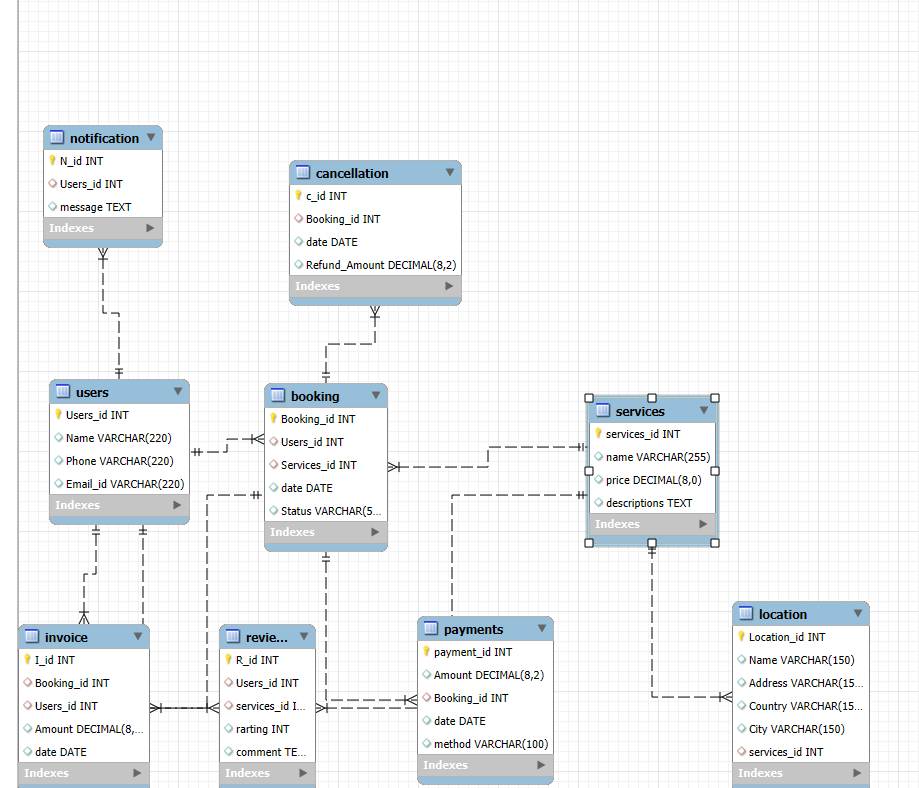 notification
N_id INT
Users_id INT
message TEXT
Indexes
cancellation
c_id INT
Booking_id INT
date DATE
Refund_Amount DECIMAL(8,2)
Indexes
users
Users_id INT
Name VARCHAR(220)
Phone VARCHAR(220)
Email_id VARCHAR(220)
Indexes
booking
Booking_id INT
Users_id INT
Services_id INT
date DATE
Status VARCHAR(5...
Indexes
services
services_id INT
name VARCHAR(255)
price DECIMAL(8,0)
descriptions TEXT
Indexes
invoice
I_id INT
Booking_id INT
Users_id INT
Amount DECIMAL(8,...
date DATE
Indexes
revie...
R_id INT
Users_id INT
services_id I...
rarting INT
comment TE...
Indexes
payments
payment_id INT
Amount DECIMAL(8,2)
Booking_id INT
date DATE
method VARCHAR(100)
Indexes
location
Location_id INT
Name VARCHAR(150)
Address VARCHAR(15...
Country VARCHAR(15...
City VARCHAR(150)
services_id INT
Indexes